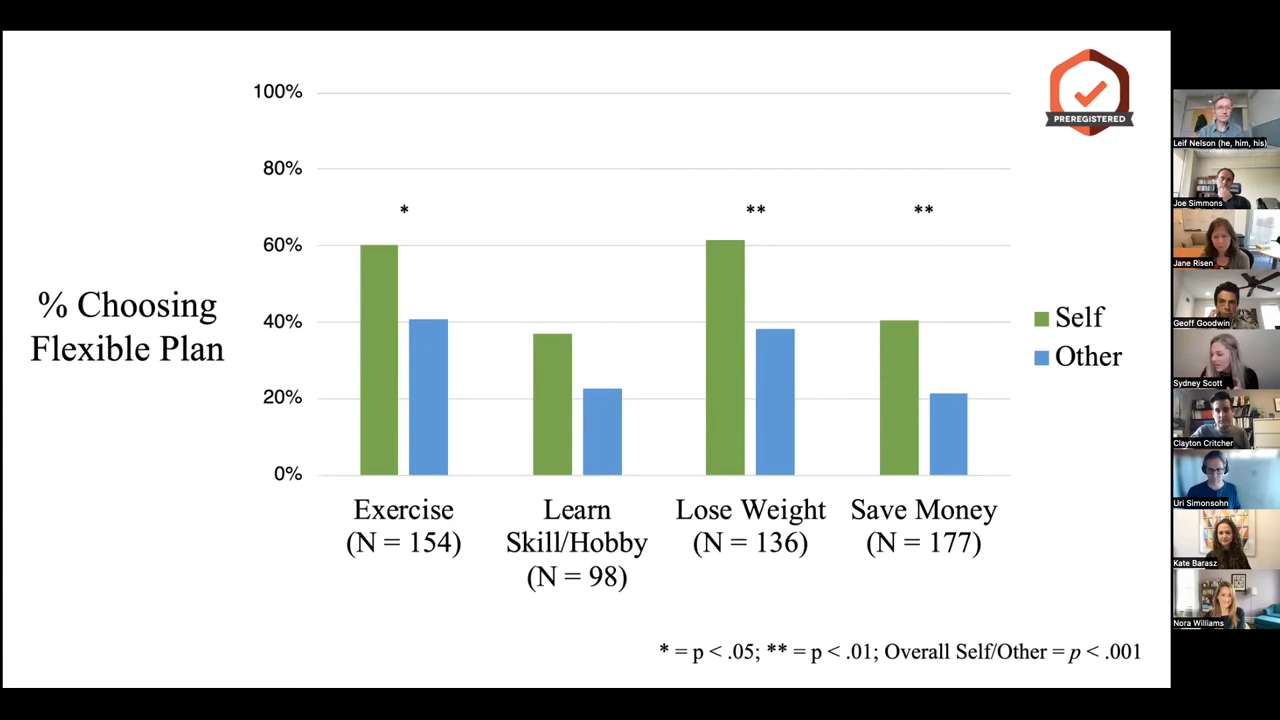 100%
80%
60%
40%
20%
0%
% Choosing
Flexible Plan
*
**
**
Exercise
(N = 154)
Learn
Skill/Hobby
(N = 98)
Lose Weight
(N = 136)
Save Money
(N = 177)
Self
Other
* = p < .05; ** = p < .01; Overall Self/Other = p < .001
PREREGISTERED
Leif Nelson (he, him, his)
Joe Simmons
Jane Risen
Geoff Goodwin
Sydney Scott
Clayton Critcher
Uri Simonsohn
Kate Barasz
Nora Williams